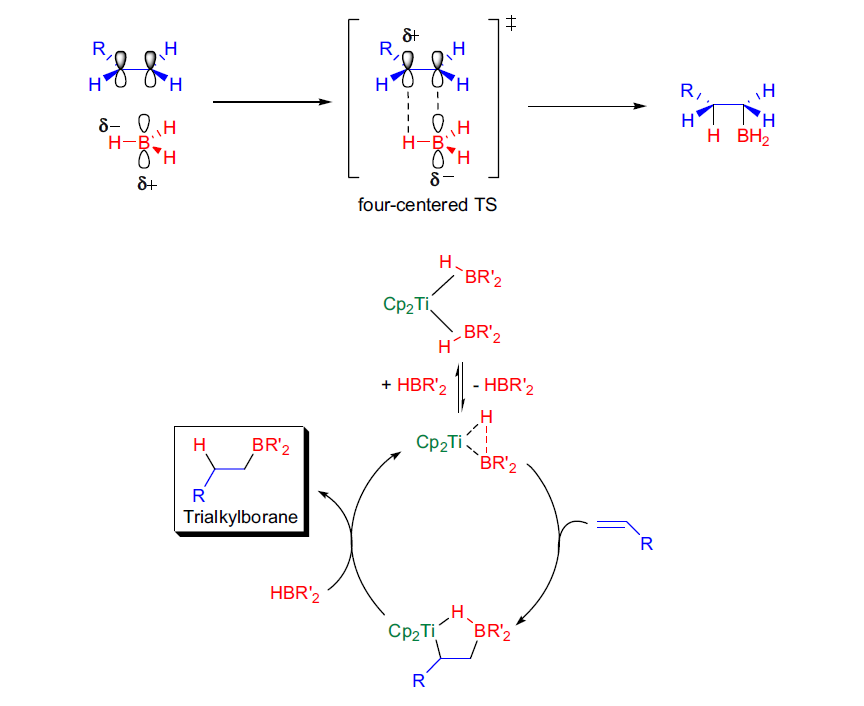 R H δ+ R H ‡
H H H H R H
δ– H H H H H
H–B H–B H BH2
H H
δ+ δ–
four-centered TS
H
BR'2
Cp2Ti
BR'2
H
+ HBR'2 - HBR'2
H
Cp2Ti
BR'2
H BR'2
R
Trialkylborane
R
HBR'2
H
Cp2Ti BR'2
R